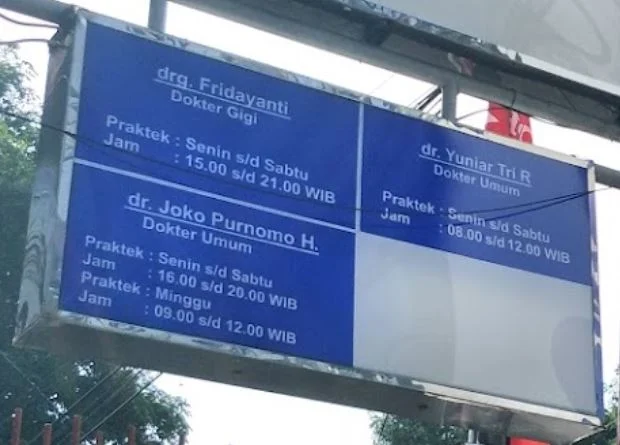 drg. Fridayanti
Dokter Gigi
Praktek : Senin s/d Sabtu
Jam : 15.00 s/d 21.00 WIB
dr. Yuniar Tri R
Dokter Umum
Praktek : Senin s/d Sabtu
Jam : 08.00 s/d 12.00 WIB
dr. Joko Purnomo H.
Dokter Umum
Praktek : Senin s/d Sabtu
Jam : 16.00 s/d 20.00 WIB
Praktek : Minggu
Jam : 09.00 s/d 12.00 WIB